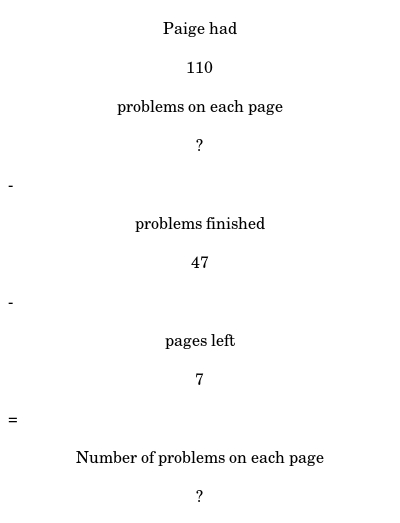 Paige had
110
problems on each page
?
-
problems finished
47
-
pages left
7
=
Number of problems on each page
?